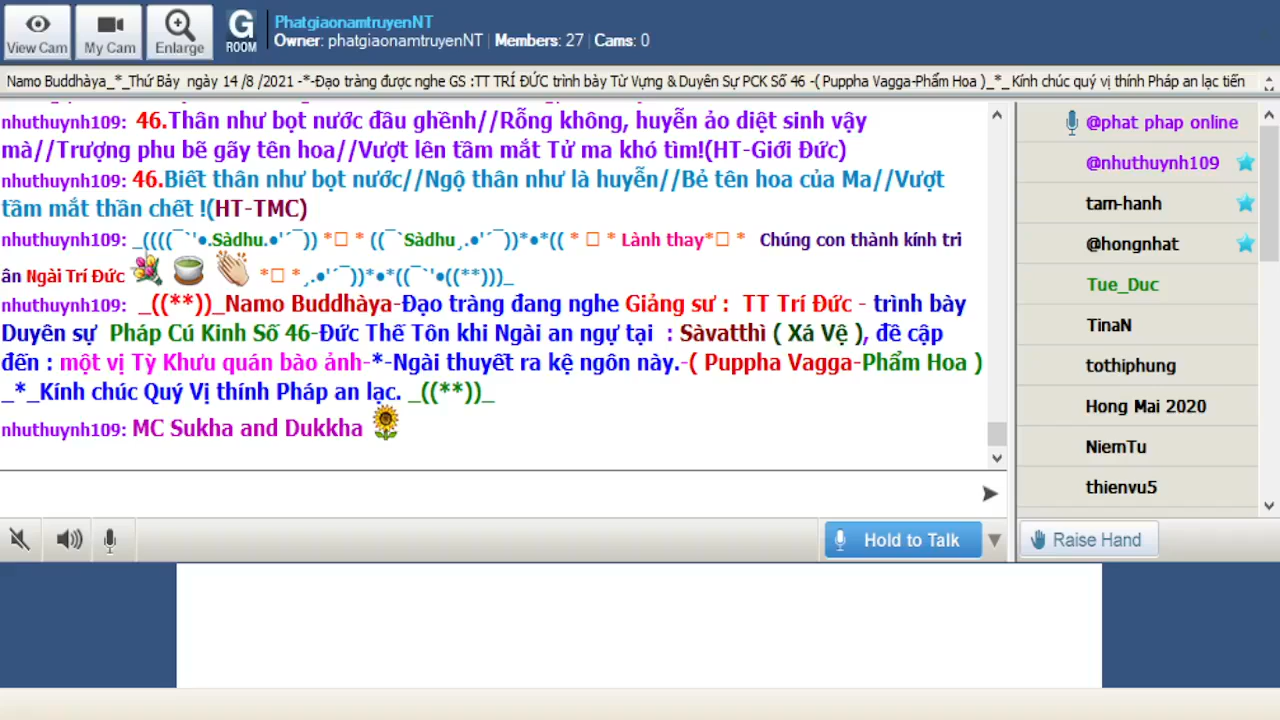 View Cam
My Cam
Enlarge
G
ROOM
PhatgiaonamtruyenNT
Owner: phatgiaonamtruyenNT | Members: 27 | Cams: 0
Namo Buddhàya_*_Thứ Bảy ngày 14 /8 /2021 -*-Đạo tràng được nghe GS :TT TRÍ ĐỨC trình bày Từ Vựng & Duyên Sự PCK Số 46 -( Puppha Vagga-Phẩm Hoa )_*_ Kính chúc quý vị thính Pháp an lạc tiến
nhuthuynh109: 46.Thân như bọt nước đầu ghềnh//Rỗng không, huyễn ảo diệt sinh vậy
mà//Trượng phu bẽ gãy tên hoa//Vượt lên tầm mắt Tử ma khó tìm!(HT-Giới Đức)
nhuthuynh109: 46.Biết thân như bọt nước//Ngộ thân như là huyễn//Bẻ tên hoa của Ma//Vượt
tầm mắt thần chết !(HT-TMC)
nhuthuynh109: _((((¯`'•.Sàdhu.•'´¯)) *□ * ((¯`Sàdhu¸.•'´¯))*•*(( * □ * Lành thay*□ * Chúng con thành kính tri
ân Ngài Trí Đức *□ *¸.•'´¯))*•*((¯`'•((**)))_
nhuthuynh109: _((**))_Namo Buddhàya-Đạo tràng đang nghe Giảng sư : TT Trí Đức - trình bày
Duyên sự Pháp Cú Kinh Số 46-Đức Thế Tôn khi Ngài an ngự tại : Sàvatthì ( Xá Vệ ), đề cập
đến : một vị Tỳ Khưu quán bào ảnh-*-Ngài thuyết ra kệ ngôn này.-( Puppha Vagga-Phẩm Hoa )
_*_Kính chúc Quý Vị thính Pháp an lạc. _((**))_
nhuthuynh109: MC Sukha and Dukkha
@phat phap online
@nhuthuynh109
tam-hanh
@hongnhat
Tue_Duc
TinaN
tothiphung
Hong Mai 2020
NiemTu
thienvu5
Hold to Talk
Raise Hand